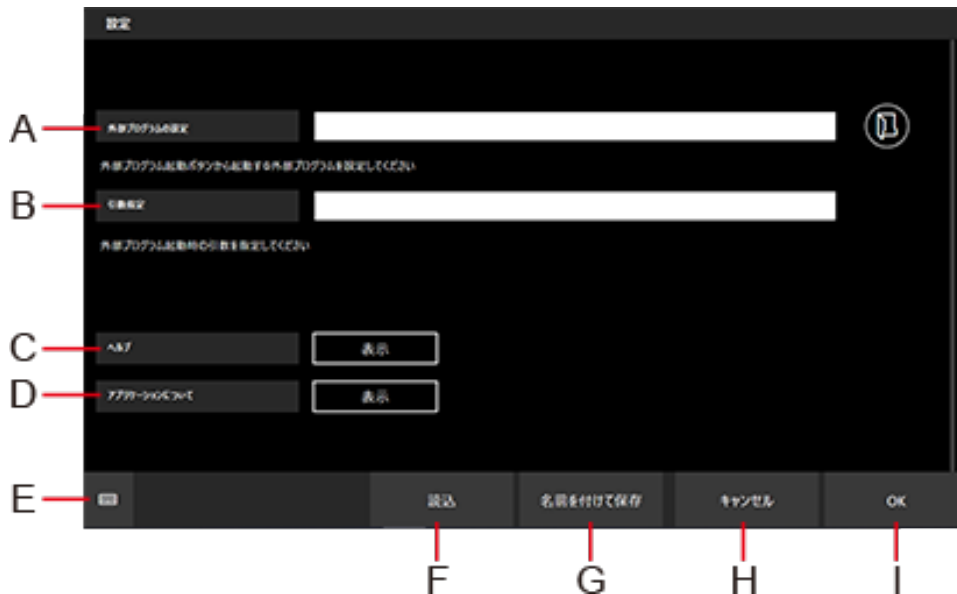 設定
A
外部プログラムの設定
外部プログラム起動ボタンから起動する外部プログラムを設定してください
B
引数指定
外部プログラム起動時の引数を指定してください
C
ヘルプ
表示
D
アプリケーションについて
表示
E
読込
名前を付けて保存
キャンセル
OK
F
G
H
I